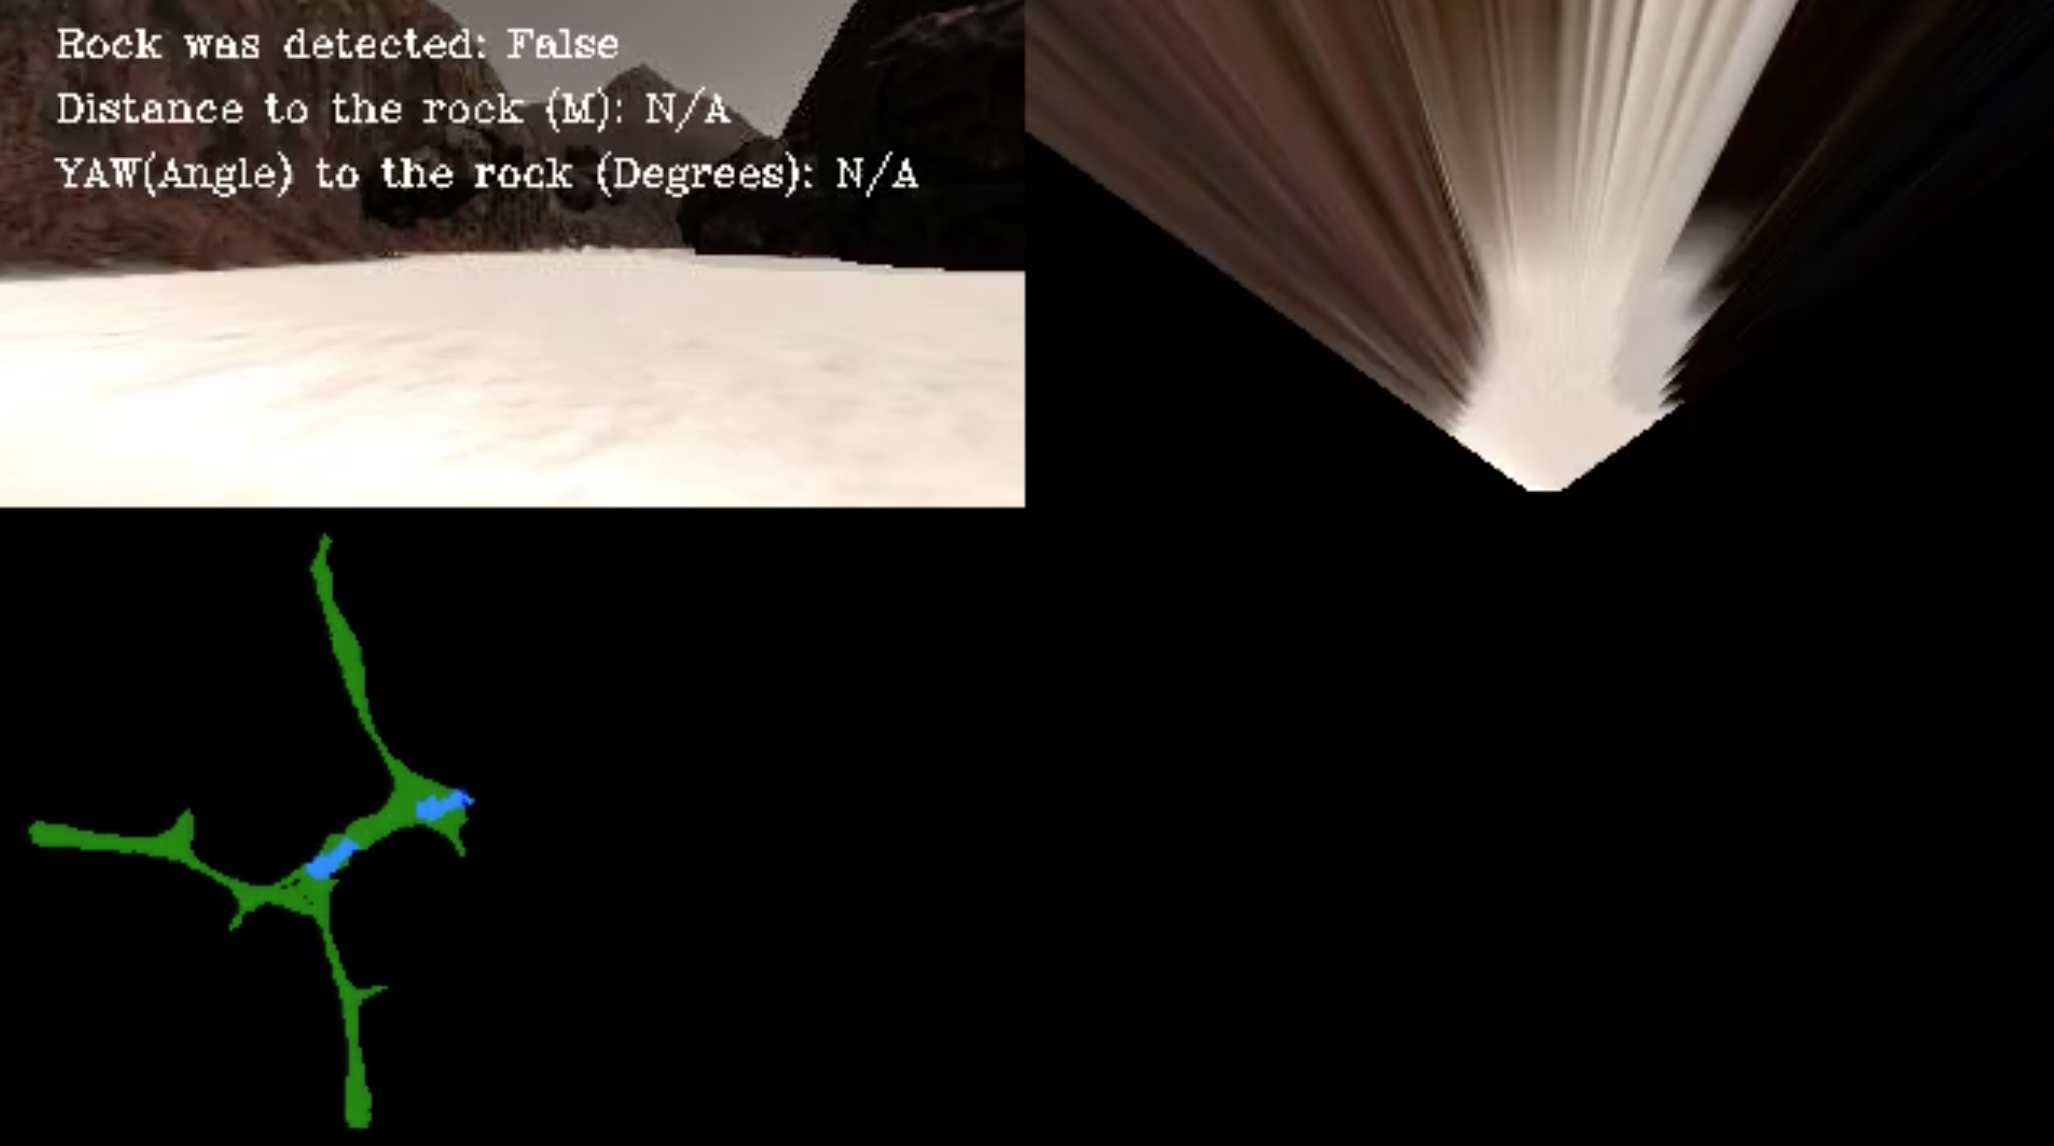 Rock was detected: False
Distance to the rock (M): N/A
YAW(Angle) to the rock (Degrees): N/A